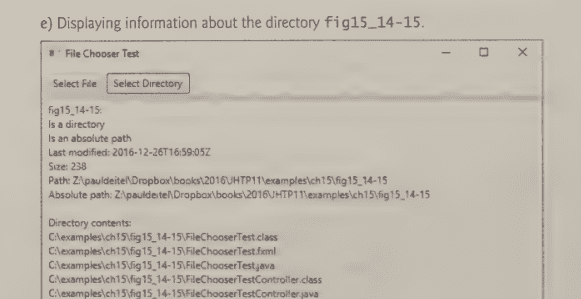 e) Displaying information about the directory fig15_14-15.
File Chooser Test
Select File Select Directory
fig15_14-15:
Is a directory
Is an absolute path
Last modified: 2016-12-26T16:59:05Z
Size: 238
Path: Z:\pauldeitel\Dropbox\books\2016\JHTP11\examples\ch15\fig15_14-15
Absolute path: Z:\pauldeitel\Dropbox\books\2016\JHTP11\examples\ch15\fig15_14-15
Directory contents:
C:\examples\ch15\fig15_14-15\FileChooserTest.class
C:\examples\ch15\fig15_14-15\FileChooserTest.fxml
C:\examples\ch15\fig15_14-15\FileChooserTest.java
C:\examples\ch15\fig15_14-15\FileChooserTestController.class
C:\examples\ch15\fig15_14-15\FileChooserTestController.java